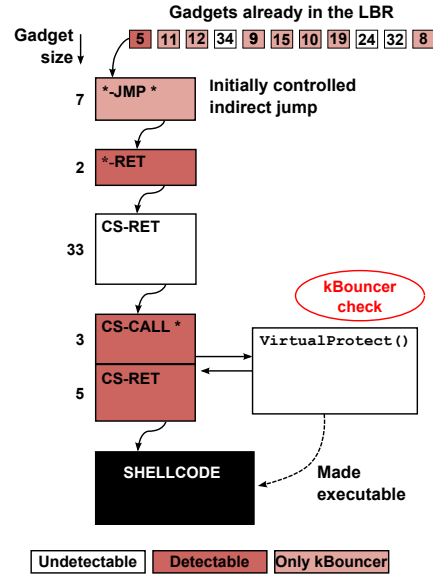 Gadgets already in the LBR
Gadget
size
5 11 12 34 9 15 10 19 24 32 8
7
*-JMP *
Initially controlled
indirect jump
2
*-RET
33
CS-RET
kBouncer
check
3
CS-CALL *
VirtualProtect()
5
CS-RET
SHELLCODE
Made
executable
Undetectable Detectable Only kBouncer